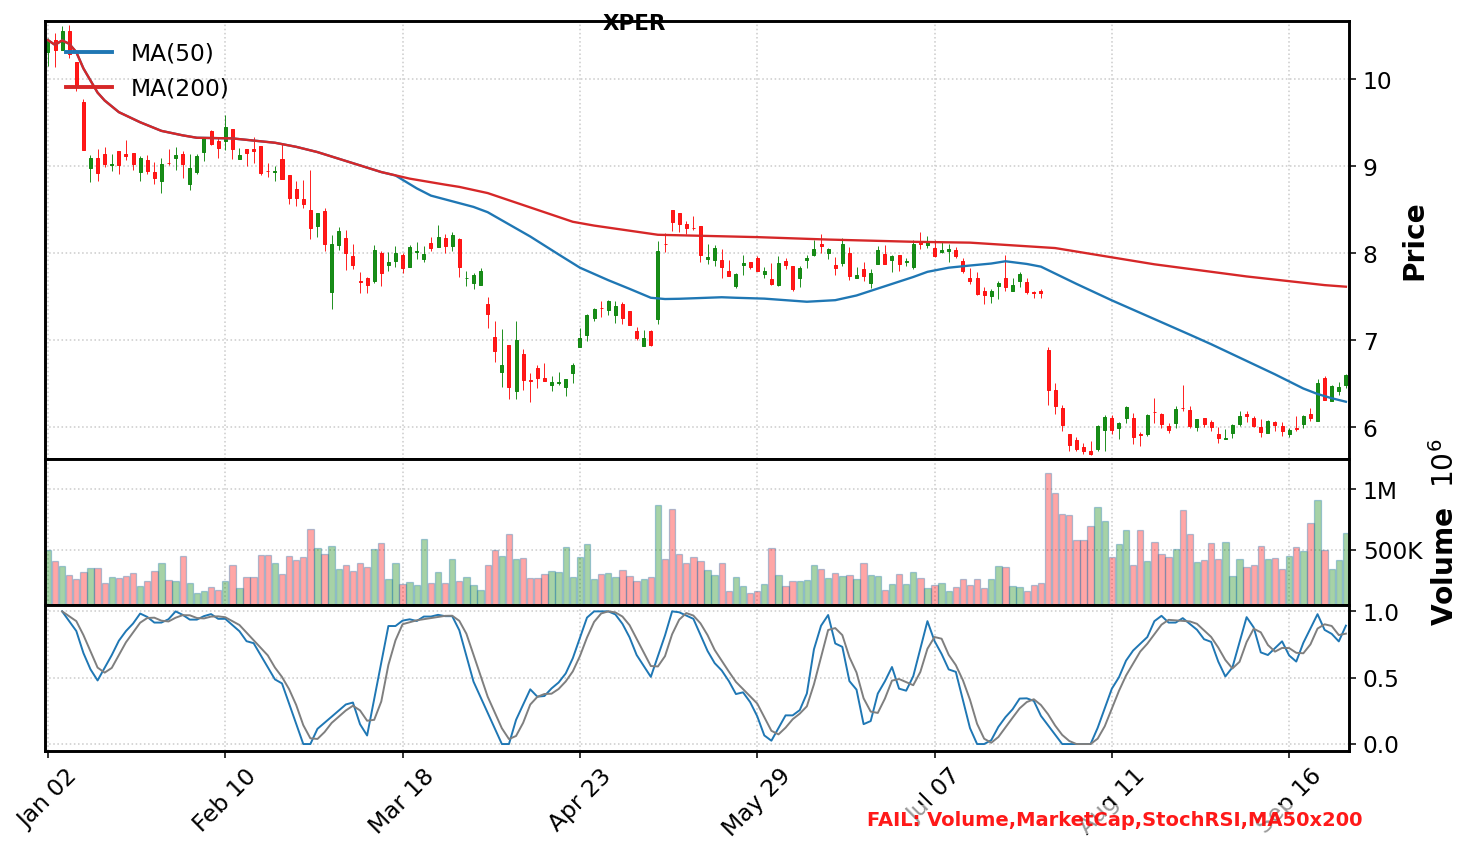 XPER
MA(50)
MA(200)
10
9
8
7
6
Price
1M
500K
Volume 10^6
1.0
0.5
0.0
Jan 02
Feb 10
Mar 18
Apr 23
May 29
Jul 07
Aug 11
Sep 16
FAIL: Volume,MarketCap,StochRSI,MA50x200